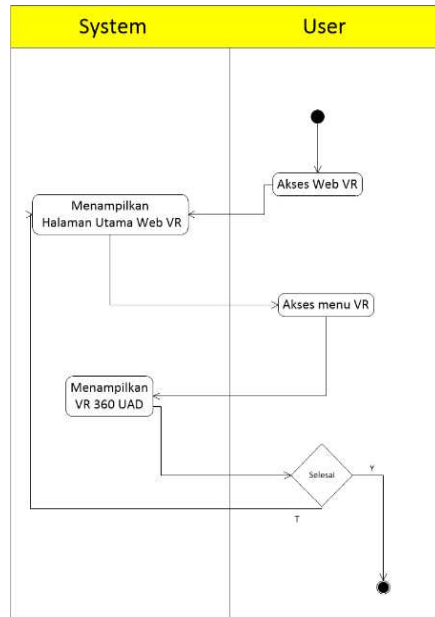 System
User
Akses Web VR
Menampilkan
Halaman Utama Web VR
Akses menu VR
Menampilkan
VR 360 UAD
Selesai
Y
T